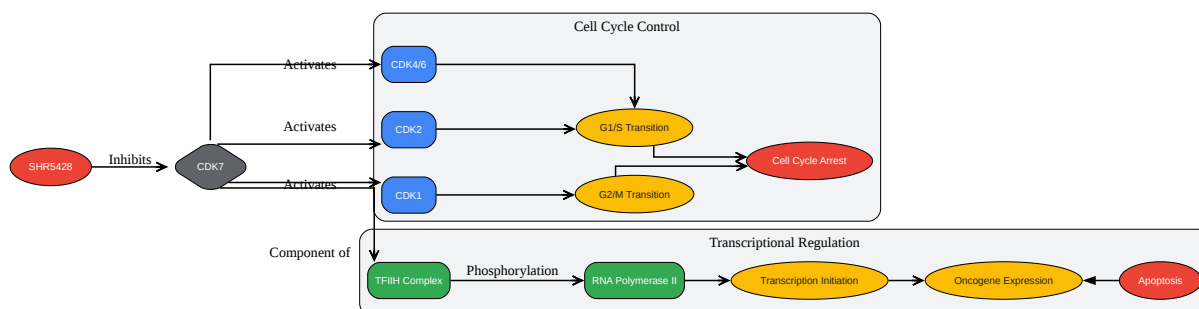 Cell Cycle Control
Activates
CDK4/6
Activates
CDK2
G1/S Transition
SHR5428
Inhibits
CDK7
Cell Cycle Arrest
Activates
CDK1
G2/M Transition
Component of
Transcriptional Regulation
TFIIH Complex
Phosphorylation
RNA Polymerase II
Transcription Initiation
Oncogene Expression
Apoptosis